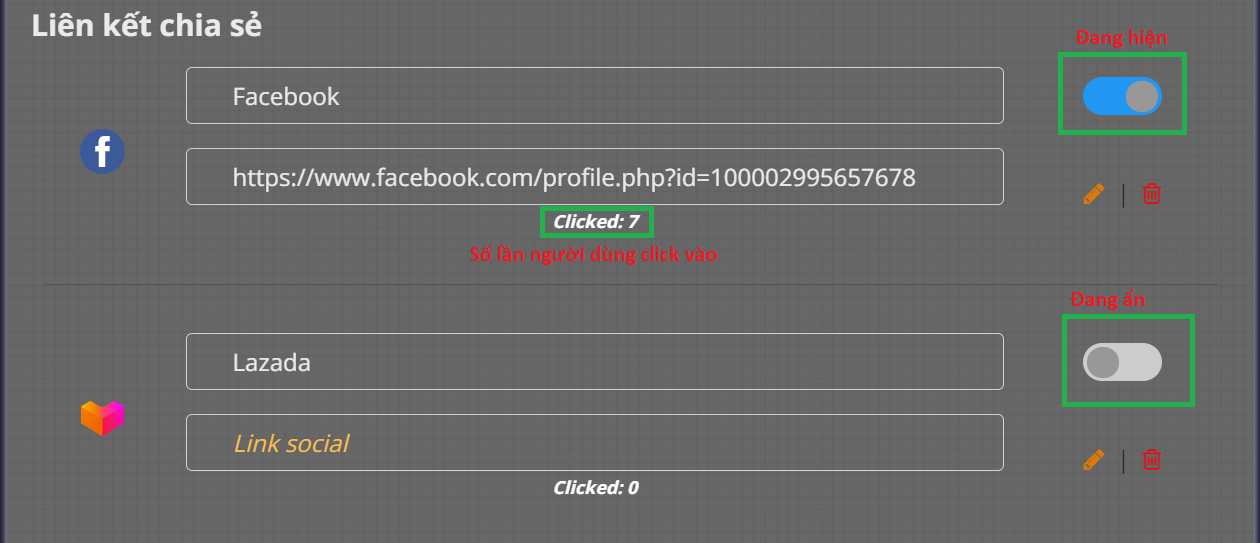 Liên kết chia sẻ
Đang hiện
Facebook
https://www.facebook.com/profile.php?id=100002995657678
Clicked: 7
Số lần người dùng click vào
Đang ẩn
Lazada
Link social
Clicked: 0